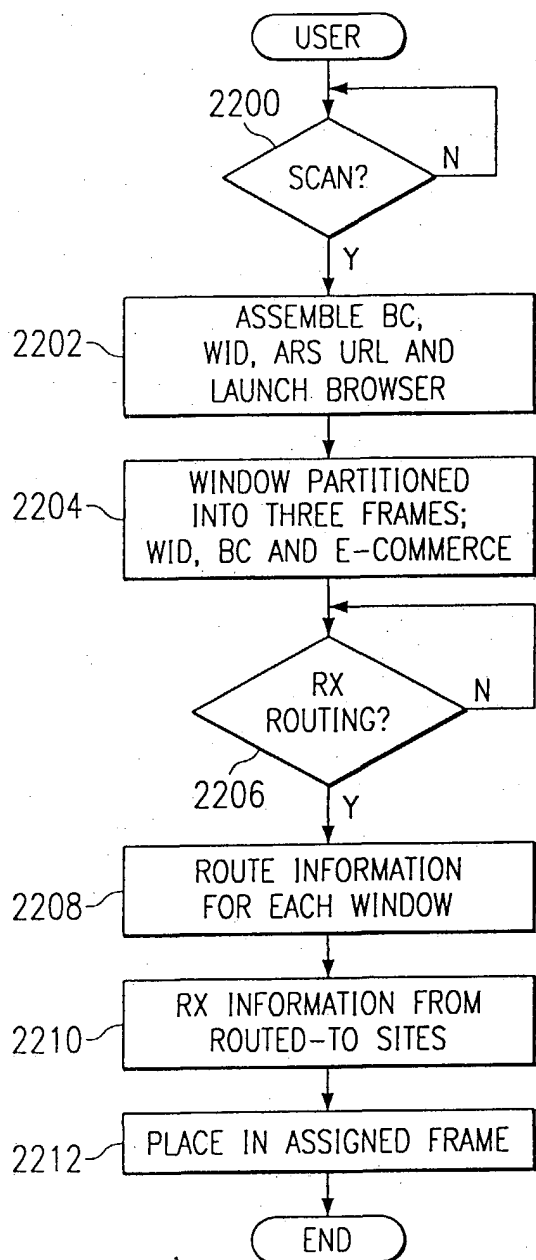 USER
2200
SCAN?
N
Y
2202
ASSEMBLE BC,
WID, ARS URL AND
LAUNCH BROWSER
2204
WINDOW PARTITIONED
INTO THREE FRAMES;
WID, BC AND E-COMMERCE
RX
ROUTING?
N
2206
Y
2208
ROUTE INFORMATION
FOR EACH WINDOW
2210
RX INFORMATION FROM
ROUTED-TO SITES
2212
PLACE IN ASSIGNED FRAME
END